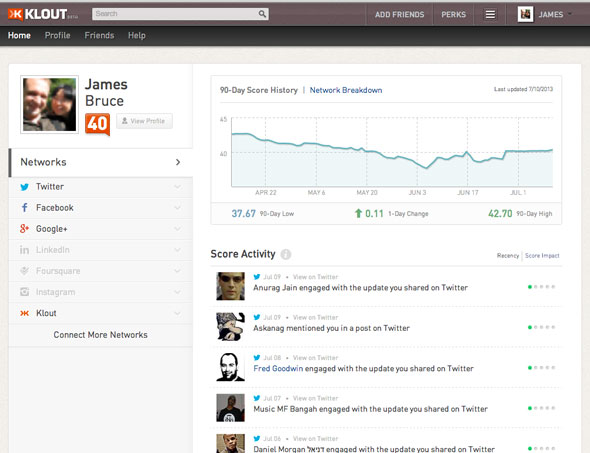 KLOUT BETA
Search
ADD FRIENDS
PERKS
JAMES
Home Profile Friends Help
James
Bruce
40
View Profile
Networks
Twitter
Facebook
Google+
LinkedIn
Foursquare
instagram
Klout
Connect More Networks
90-Day Score History | Network Breakdown
Last updated 7/10/2013
45
40
APR 22 MAY 6 MAY 20 JUN 3 JUN 17 JUL 1
37.67 90-Day Low
0.11 1-Day Change
42.70 90-Day High
Score Activity i
Recency | Score Impact
Jul 09 • View on Twitter
Anurag Jain engaged with the update you shared on Twitter
Jul 09 • View on Twitter
Askanag mentioned you in a post on Twitter
Jul 08 • View on Twitter
Fred Goodwin engaged with the update you shared on Twitter
Jul 07 • View on Twitter
Music MF Bangah engaged with the update you shared on Twitter
Jul 06 • View on Twitter
Daniel Morgan דניאל engaged with the update you shared on Twitter